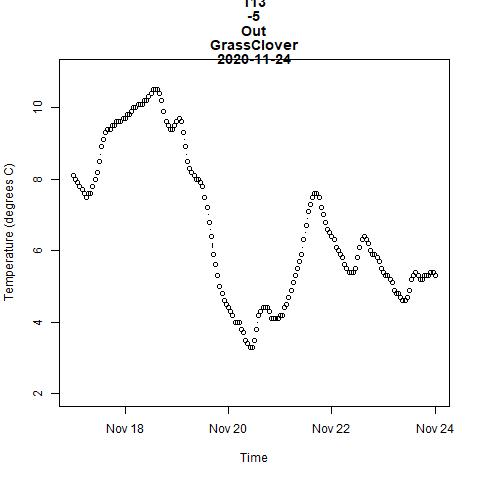 T13
-5
Out
GrassClover
2020-11-24
Temperature (degrees C)
10
8
6
4
2
Nov 18
Nov 20
Nov 22
Nov 24
Time